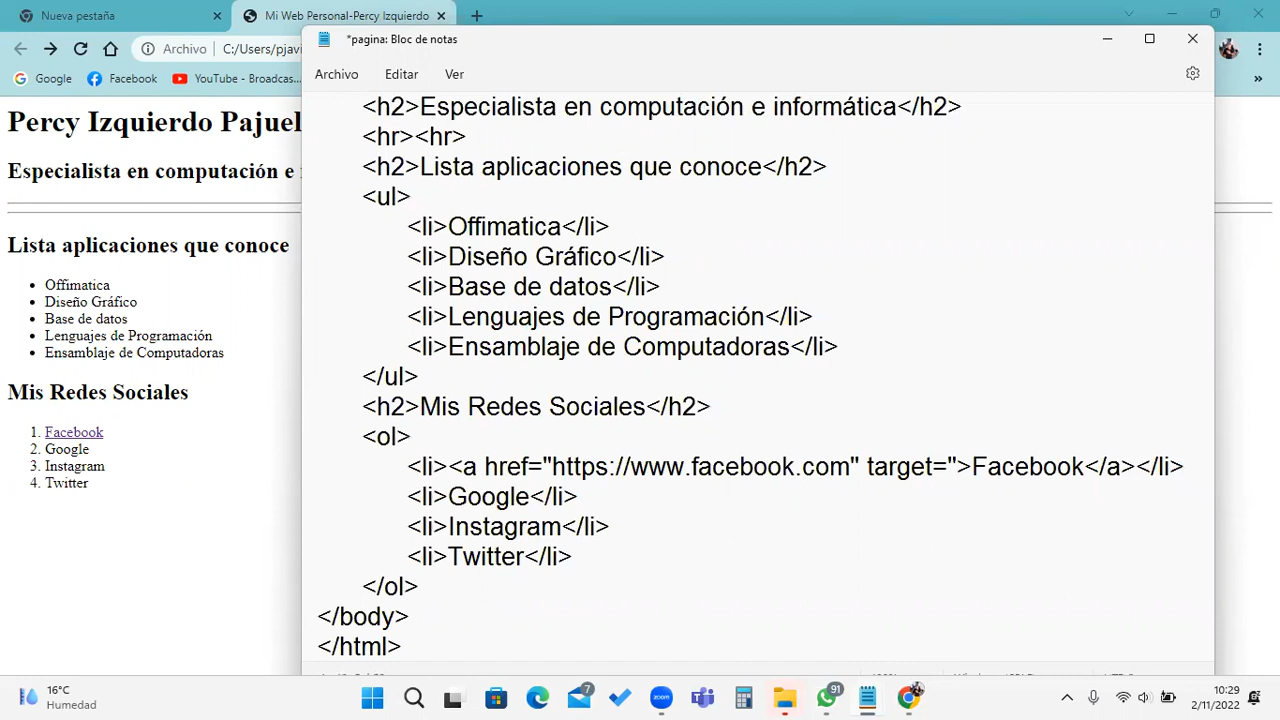 Nueva pestaña
Mi Web Personal-Percy Izquierdo
Archivo
C:/Users/pjavi
Google
Facebook
YouTube - Broadcas...
*pagina: Bloc de notas
Archivo
Editar
Ver
Percy Izquierdo Pajuel
Especialista en computación e i
Lista aplicaciones que conoce
• Offimatica
• Diseño Gráfico
• Base de datos
• Lenguajes de Programación
• Ensamblaje de Computadoras
Mis Redes Sociales
1. Facebook
2. Google
3. Instagram
4. Twitter
<h2>Especialista en computación e informática</h2>
<hr><hr>
<h2>Lista aplicaciones que conoce</h2>
<ul>
<li>Offimatica</li>
<li>Diseño Gráfico</li>
<li>Base de datos</li>
<li>Lenguajes de Programación</li>
<li>Ensamblaje de Computadoras</li>
</ul>
<h2>Mis Redes Sociales</h2>
<ol>
<li><a href="https://www.facebook.com" target=">Facebook</a></li>
<li>Google</li>
<li>Instagram</li>
<li>Twitter</li>
</ol>
</body>
</html>
16°C
Humedad
7
91
10:29
2/11/2022